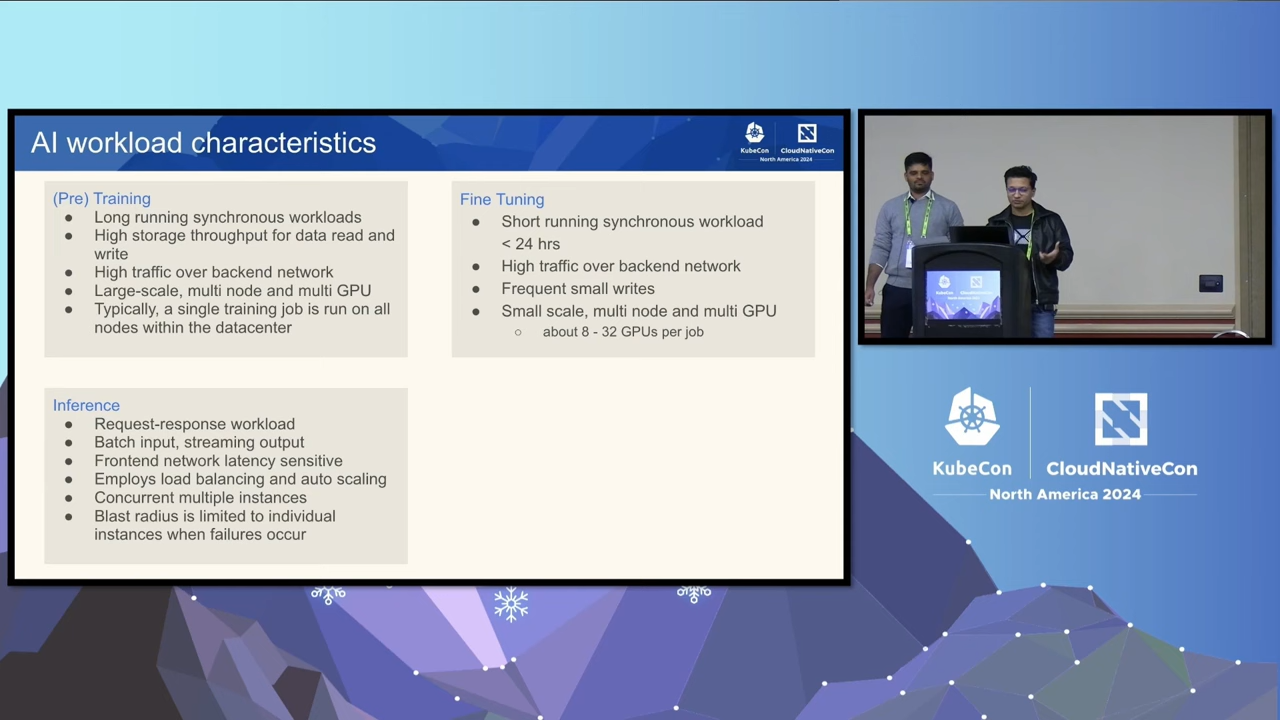 AI workload characteristics
KubeCon
CloudNativeCon
North America 2024
(Pre) Training
● Long running synchronous workloads
● High storage throughput for data read and
write
● High traffic over backend network
● Large-scale, multi node and multi GPU
● Typically, a single training job is run on all
nodes within the datacenter
Fine Tuning
● Short running synchronous workload
< 24 hrs
● High traffic over backend network
● Frequent small writes
● Small scale, multi node and multi GPU
○ about 8 - 32 GPUs per job
Inference
● Request-response workload
● Batch input, streaming output
● Frontend network latency sensitive
● Employs load balancing and auto scaling
● Concurrent multiple instances
● Blast radius is limited to individual
instances when failures occur
KubeCon
CloudNativeCon
North America 2024